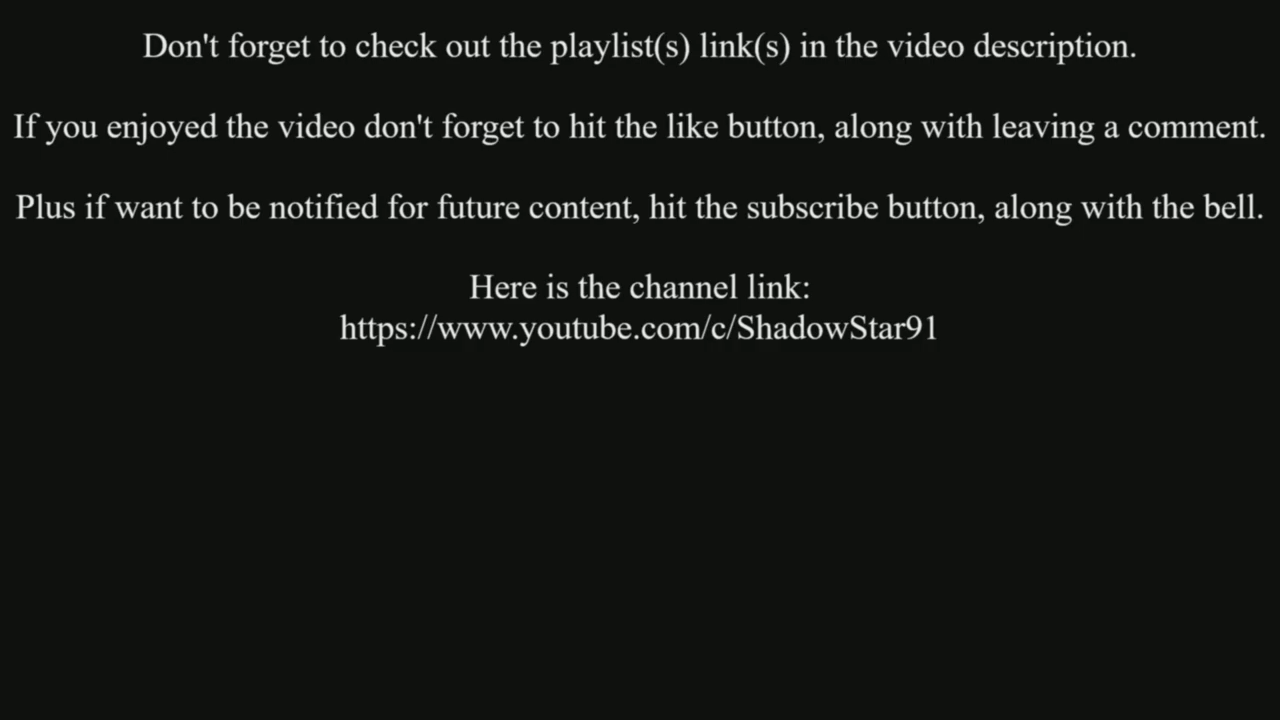 Don't forget to check out the playlist(s) link(s) in the video description.
If you enjoyed the video don't forget to hit the like button, along with leaving a comment.
Plus if want to be notified for future content, hit the subscribe button, along with the bell.
Here is the channel link:
https://www.youtube.com/c/ShadowStar91